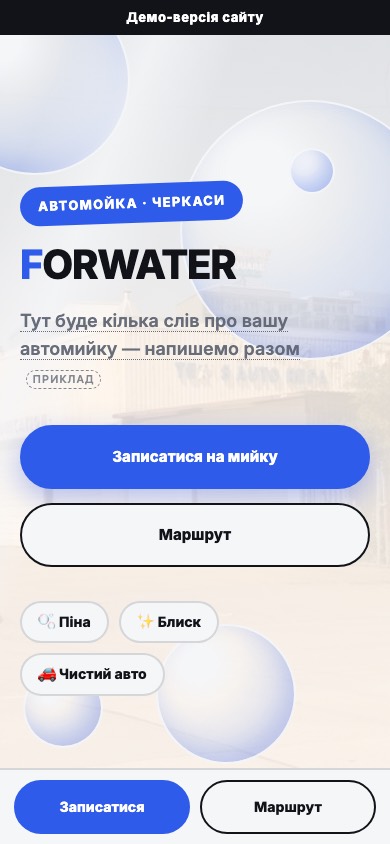 Демо-версія сайту
АВТОМОЙКА · ЧЕРКАСИ
FORWATER
Тут буде кілька слів про вашу
автомийку — напишемо разом
ПРИКЛАД
Записатися на мийку
Маршрут
Піна
Блиск
Чистий авто
Записатися
Маршрут